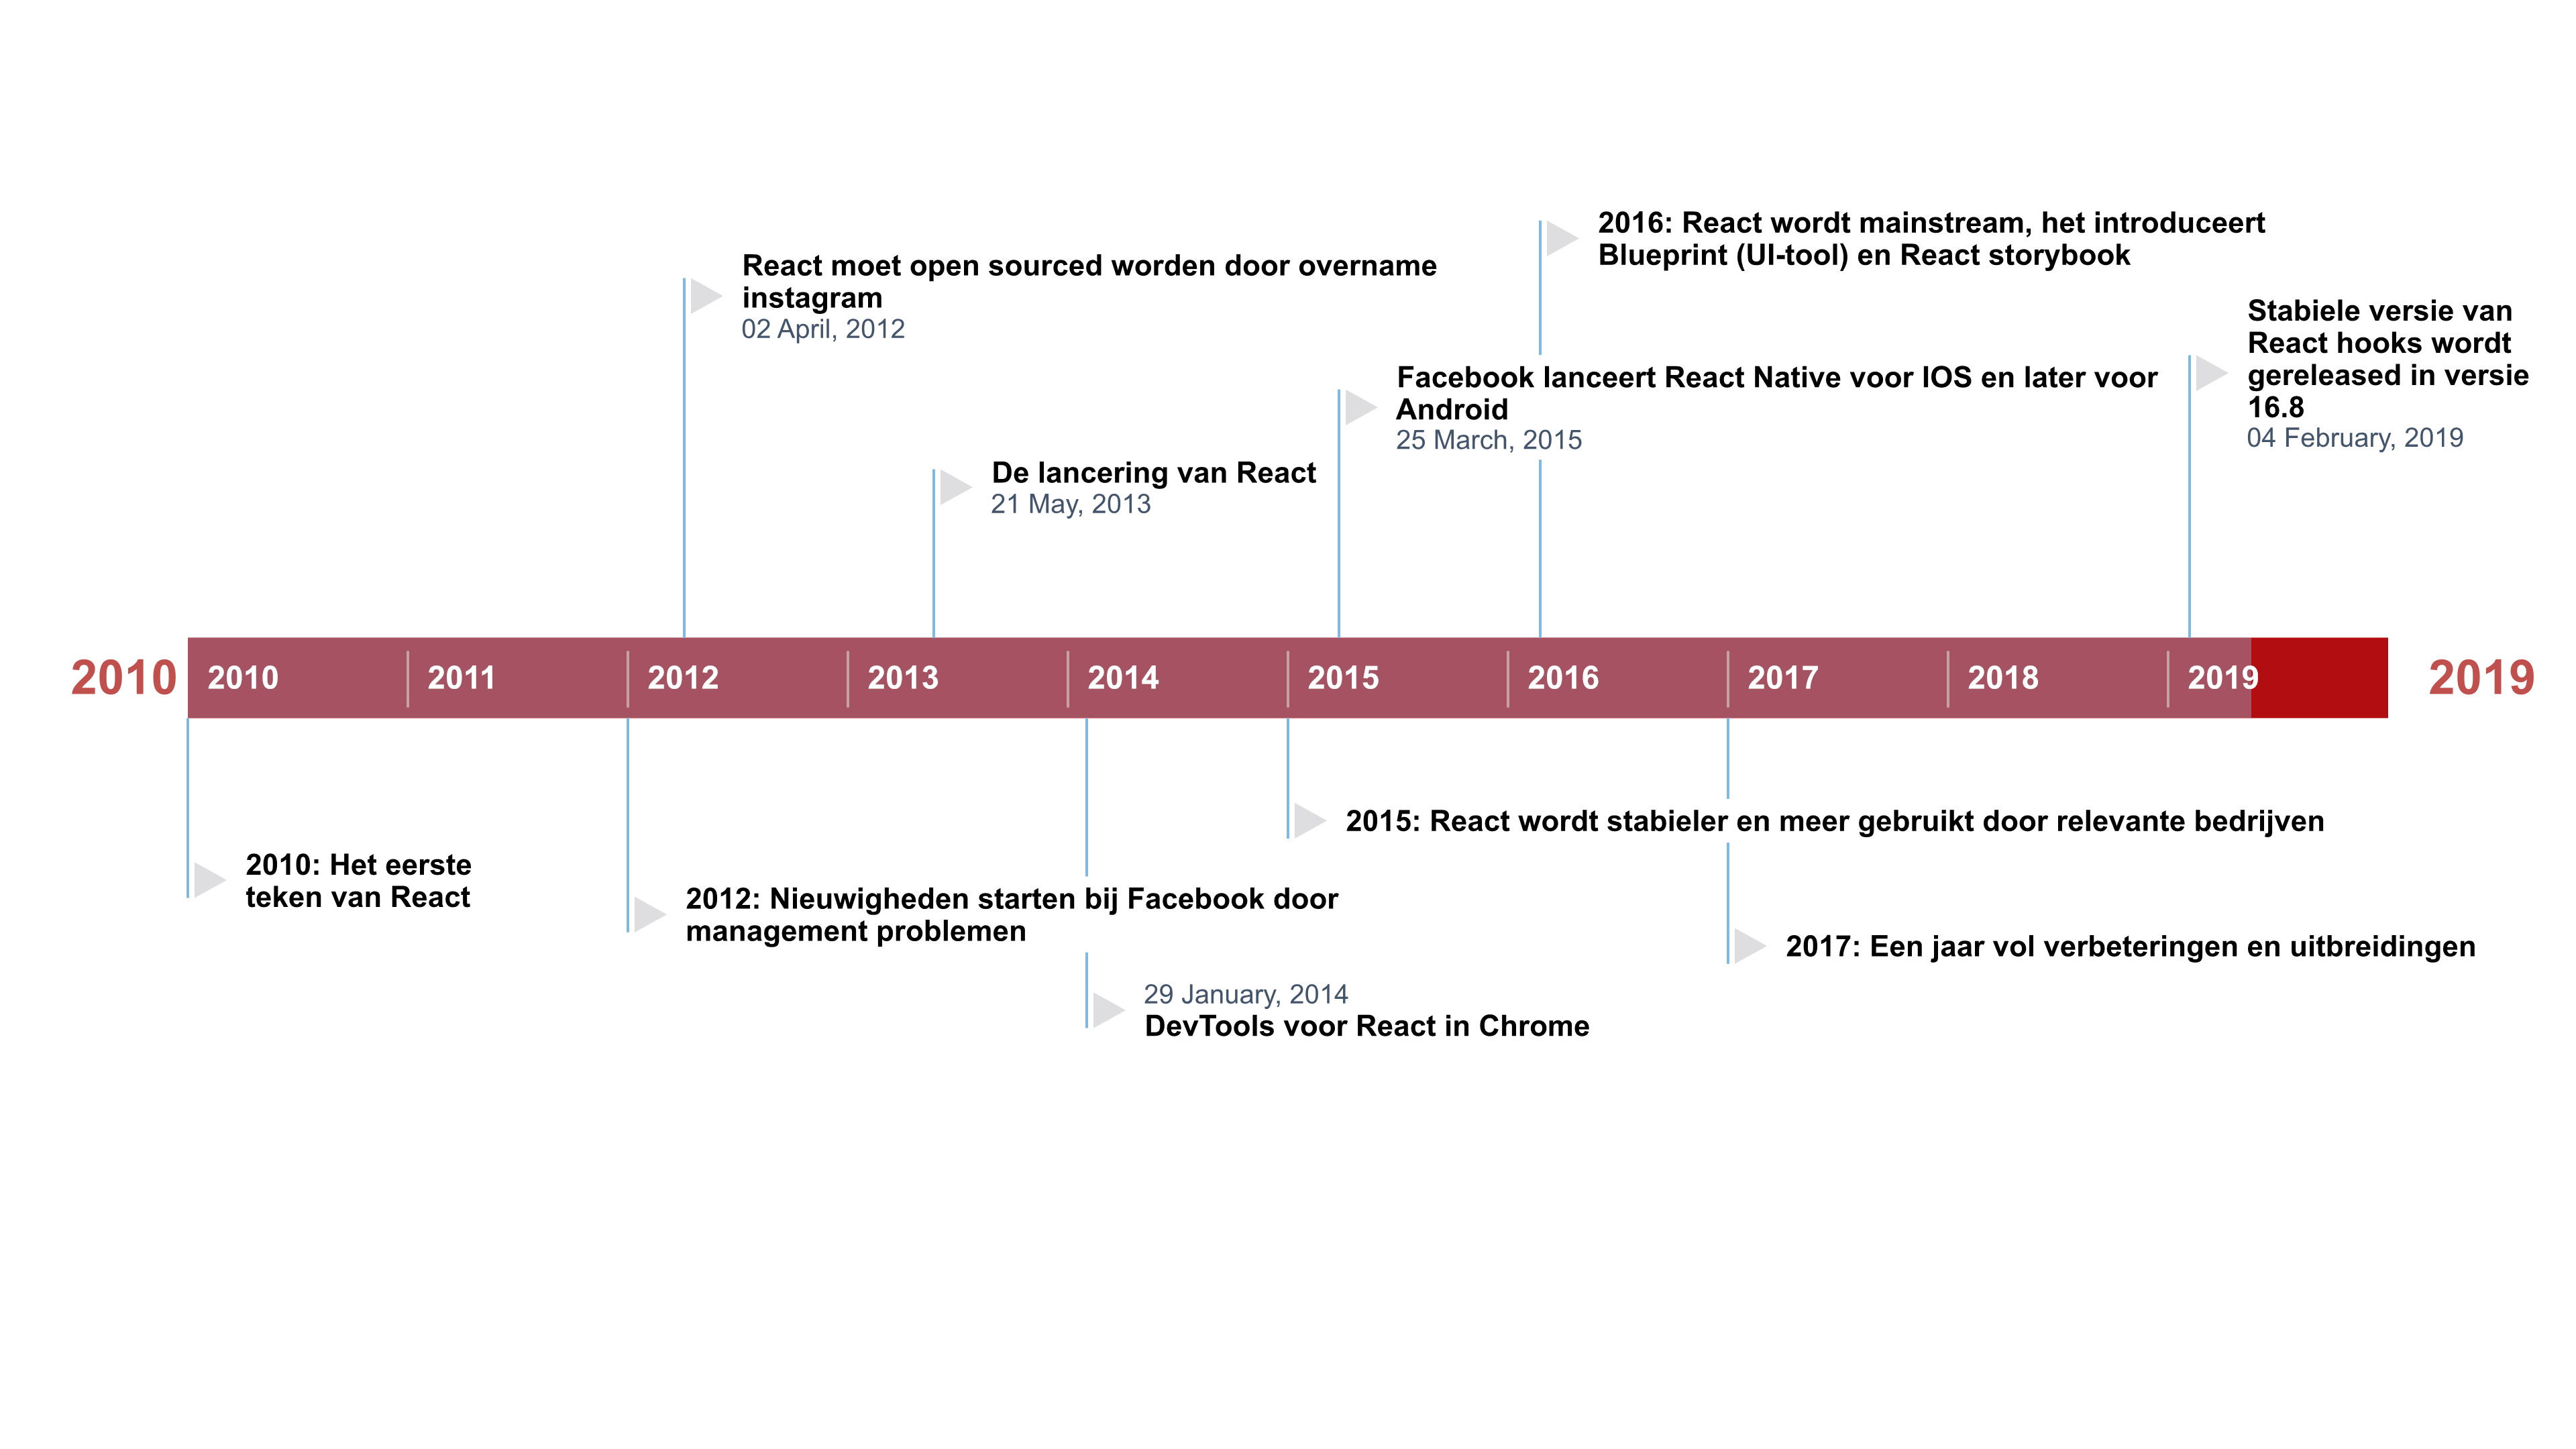 2016: React wordt mainstream, het introduceert
Blueprint (UI-tool) en React storybook
React moet open sourced worden door overname
instagram
02 April, 2012
Stabiele versie van
React hooks wordt
gereleased in versie
16.8
04 February, 2019
Facebook lanceert React Native voor IOS en later voor
Android
25 March, 2015
De lancering van React
21 May, 2013
2010
2010
2011
2012
2013
2014
2015
2016
2017
2018
2019
2019
2015: React wordt stabieler en meer gebruikt door relevante bedrijven
2010: Het eerste
teken van React
2012: Nieuwigheden starten bij Facebook door
management problemen
2017: Een jaar vol verbeteringen en uitbreidingen
29 January, 2014
DevTools voor React in Chrome